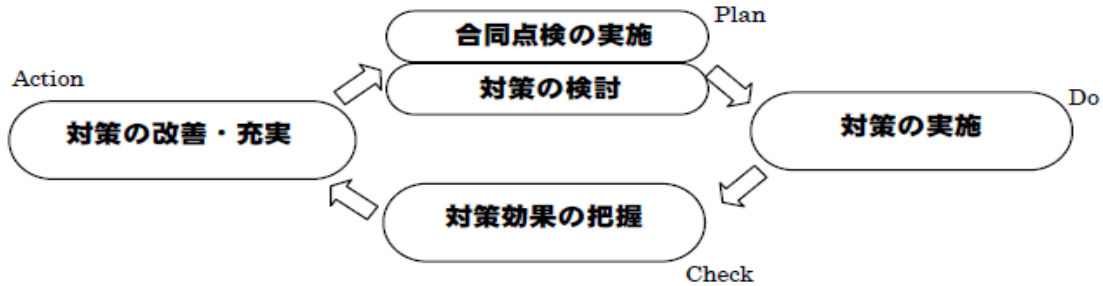 合同点検の実施
Plan
対策の検討
Action
対策の改善・充実
Do
対策の実施
対策効果の把握
Check